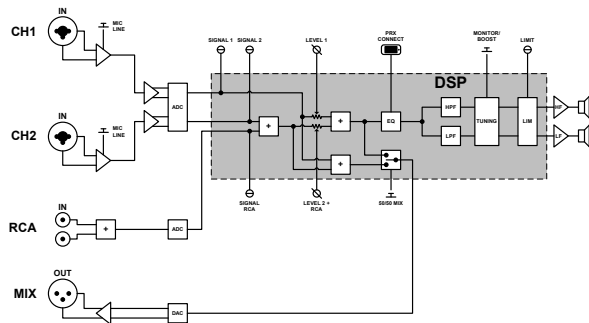 IN
CH1
MIC
LINE
SIGNAL 1
SIGNAL 2
LEVEL 1
PRX
CONNECT
MONITOR/
BOOST
LIMIT
DSP
ADC
HPF
HF
EQ
TUNING
LIM
LPF
LF
+
+
+
IN
CH2
MIC
LINE
SIGNAL
RCA
LEVEL 2 +
RCA
50/50 MIX
IN
RCA
+
ADC
OUT
MIX
DAC